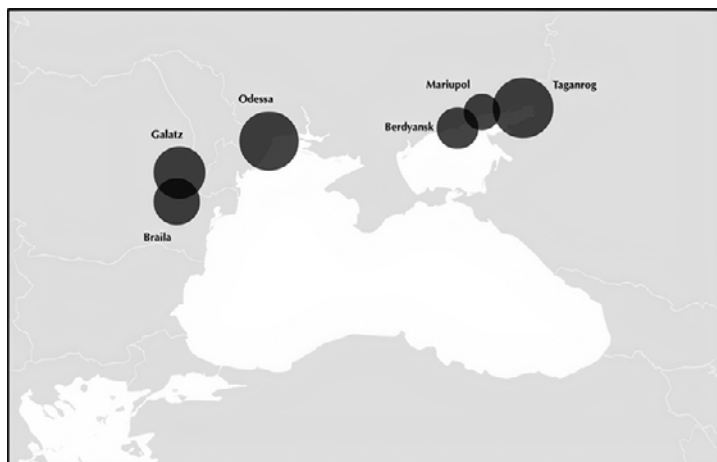 Mariupol
Taganrog
Odessa
Berdyansk
Galatz
Braila